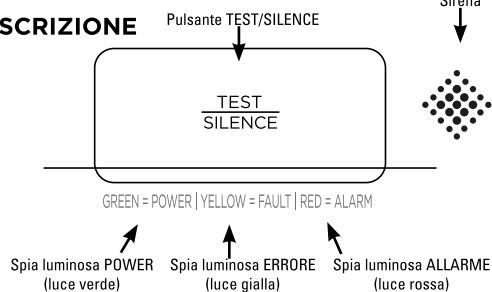 Sirena
SCRIZIONE
Pulsante TEST/SILENCE
TEST
SILENCE
GREEN = POWER | YELLOW = FAULT | RED = ALARM
Spia luminosa POWER
(luce verde)
Spia luminosa ERRORE
(luce gialla)
Spia luminosa ALLARME
(luce rossa)